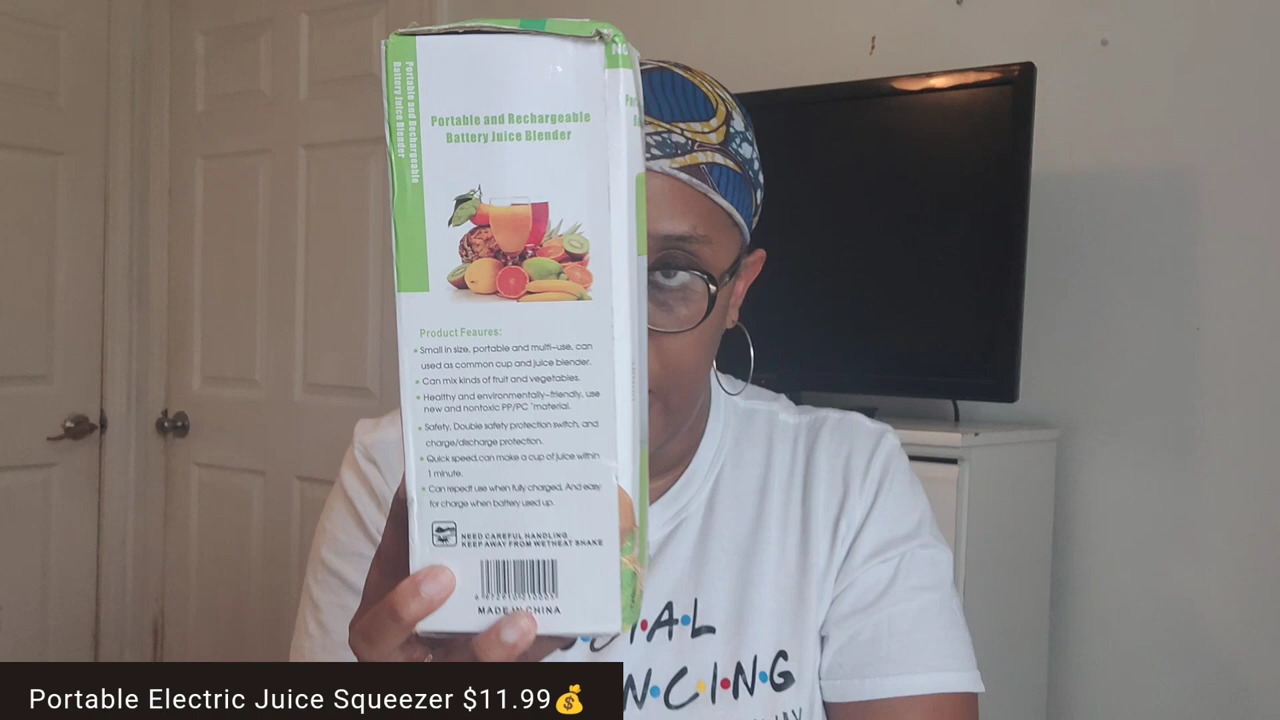 Portable and Rechargeable
Battery Juice Blender
NO
Portable and Rechargeable
Battery Juice Blender
Product Feaures:
Small in size, portable and multi-use, can
used as common cup and juice blender.
Can mix kinds of fruit and vegetables.
Healthy and environmentally-friendly, use
new and nontoxic PP/PC "material.
Safety, Double safety protection switch, and
charge/discharge protection.
Quick speed,can make a cup of juice within
1 minute.
Can repedt use when fully charged, And easy
for charge when battery used up.
NEED CAREFUL HANDLING
KEEP AWAY FROM WETHEAT SHAKE
MADE IN CHINA
I•A•L
N•C•I•N•G
Portable Electric Juice Squeezer $11.99💰